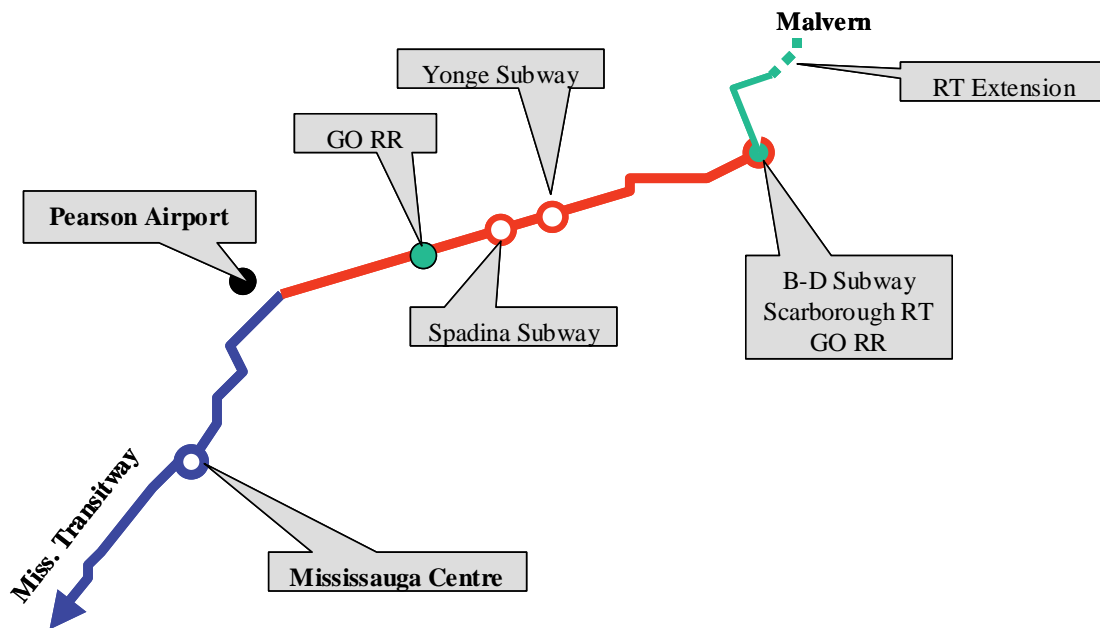 Malvern
Yonge Subway
RT Extension
GO RR
Pearson Airport
B-D Subway
Scarborough RT
GO RR
Spadina Subway
Miss. Transitway
Mississauga Centre